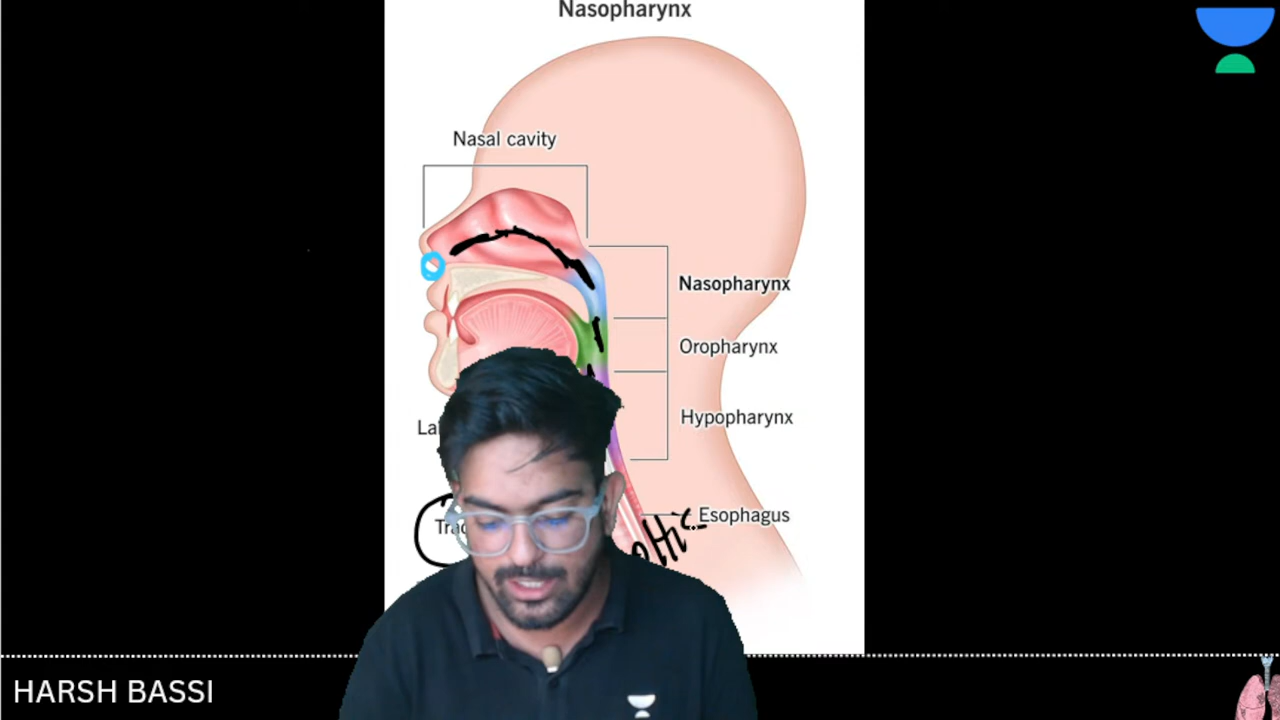 Nasopharynx
Nasal cavity
Nasopharynx
Oropharynx
Hypopharynx
Esophagus
HARSH BASSI